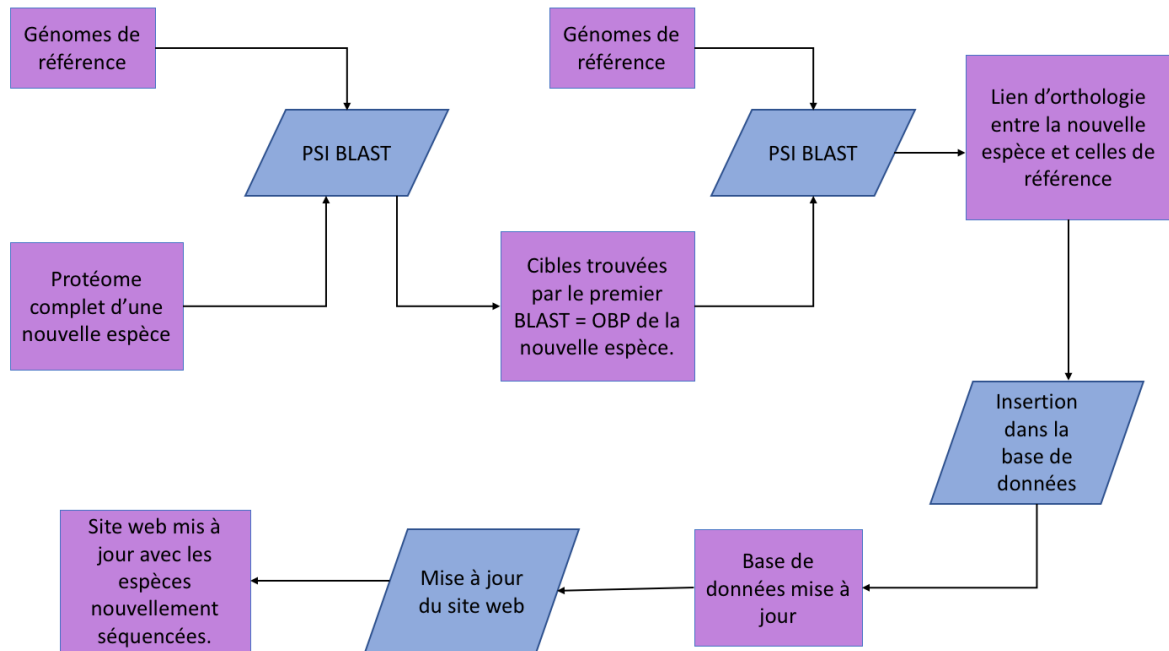 Génomes de
référence
PSI BLAST
Protéome
complet d'une
nouvelle espèce
Cibles trouvées
par le premier
BLAST = OBP de la
nouvelle espèce.
Génomes de
référence
PSI BLAST
Lien d'orthologie
entre la nouvelle
espèce et celles de
référence
Insertion
dans la
base de
données
Base de
données mise à
jour
Mise à jour
du site web
Site web mis à
jour avec les
espèces
nouvellement
séquencées.